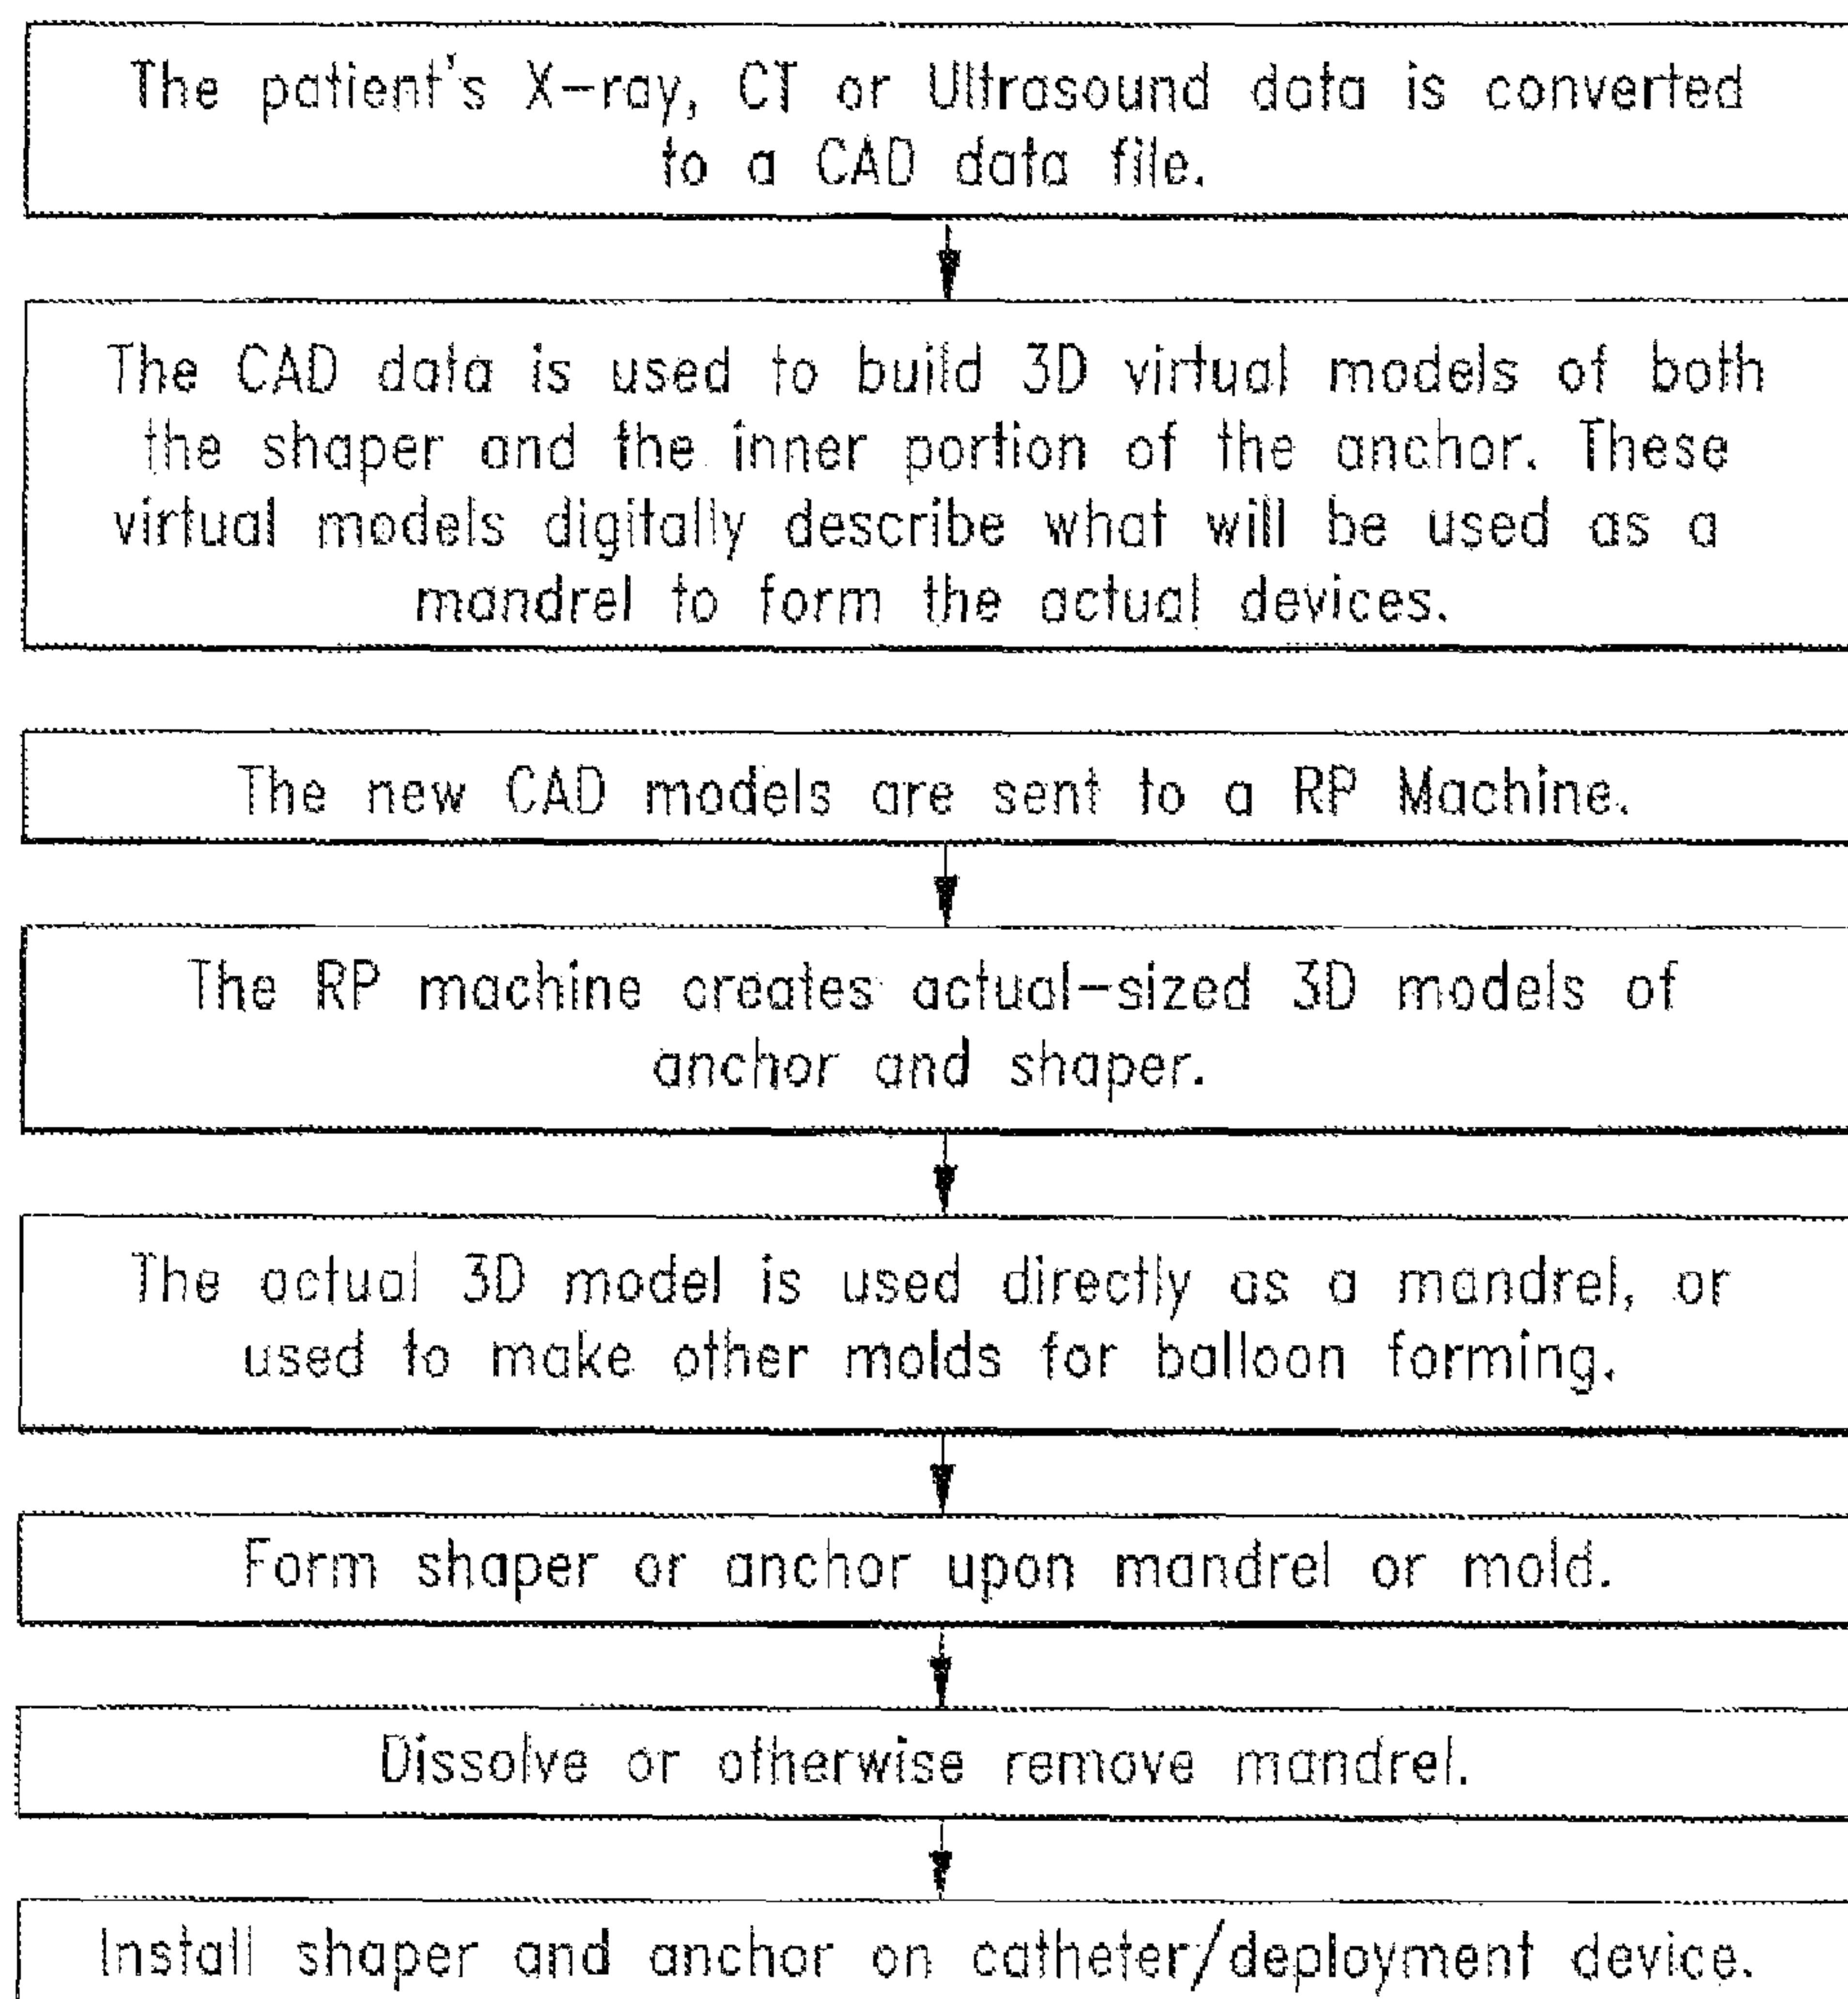 The patient's X-ray, CT or Ultrasound data is converted
to a CAD data file.
The CAD data is used to build 3D virtual models of both
the shaper and the inner portion of the anchor. These
virtual models digitally describe what will be used as a
mandrel to form the actual devices.
The new CAD models are sent to a RP Machine.
The RP machine creates actual-sized 3D models of
anchor and shaper.
The actual 3D model is used directly as a mandrel, or
used to make other molds for balloon forming.
Form shaper or anchor upon mandrel or mold.
Dissolve or otherwise remove mandrel.
Install shaper and anchor on catheter/deployment device.